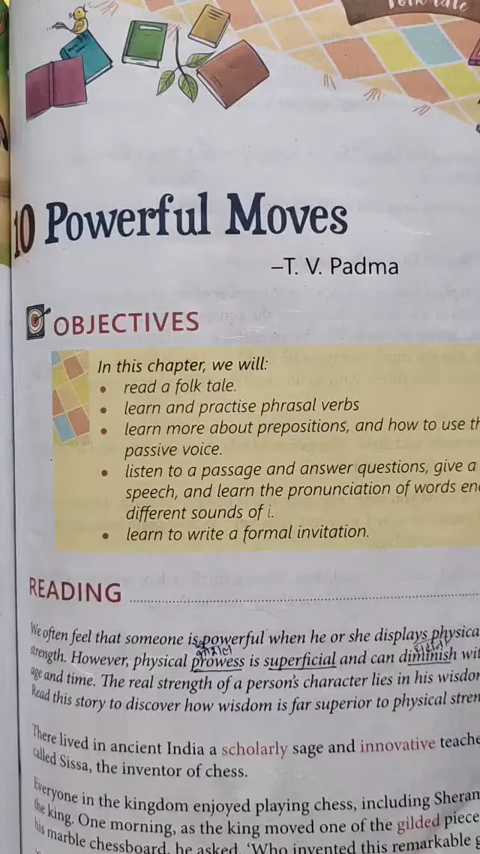 Folk tale
10 Powerful Moves
–T. V. Padma
OBJECTIVES
In this chapter, we will:
• read a folk tale.
• learn and practise phrasal verbs
• learn more about prepositions, and how to use th
passive voice.
• listen to a passage and answer questions, give a
speech, and learn the pronunciation of words en
different sounds of i.
• learn to write a formal invitation.
READING
We often feel that someone is powerful when he or she displays physica
strength. However, physical prowess is superficial and can diminish wit
age and time. The real strength of a person's character lies in his wisdo
Read this story to discover how wisdom is far superior to physical stren
There lived in ancient India a scholarly sage and innovative teache
called Sissa, the inventor of chess.
Everyone in the kingdom enjoyed playing chess, including Sheran
the king. One morning, as the king moved one of the gilded piece
his marble chessboard, he asked, 'Who invented this remarkable g